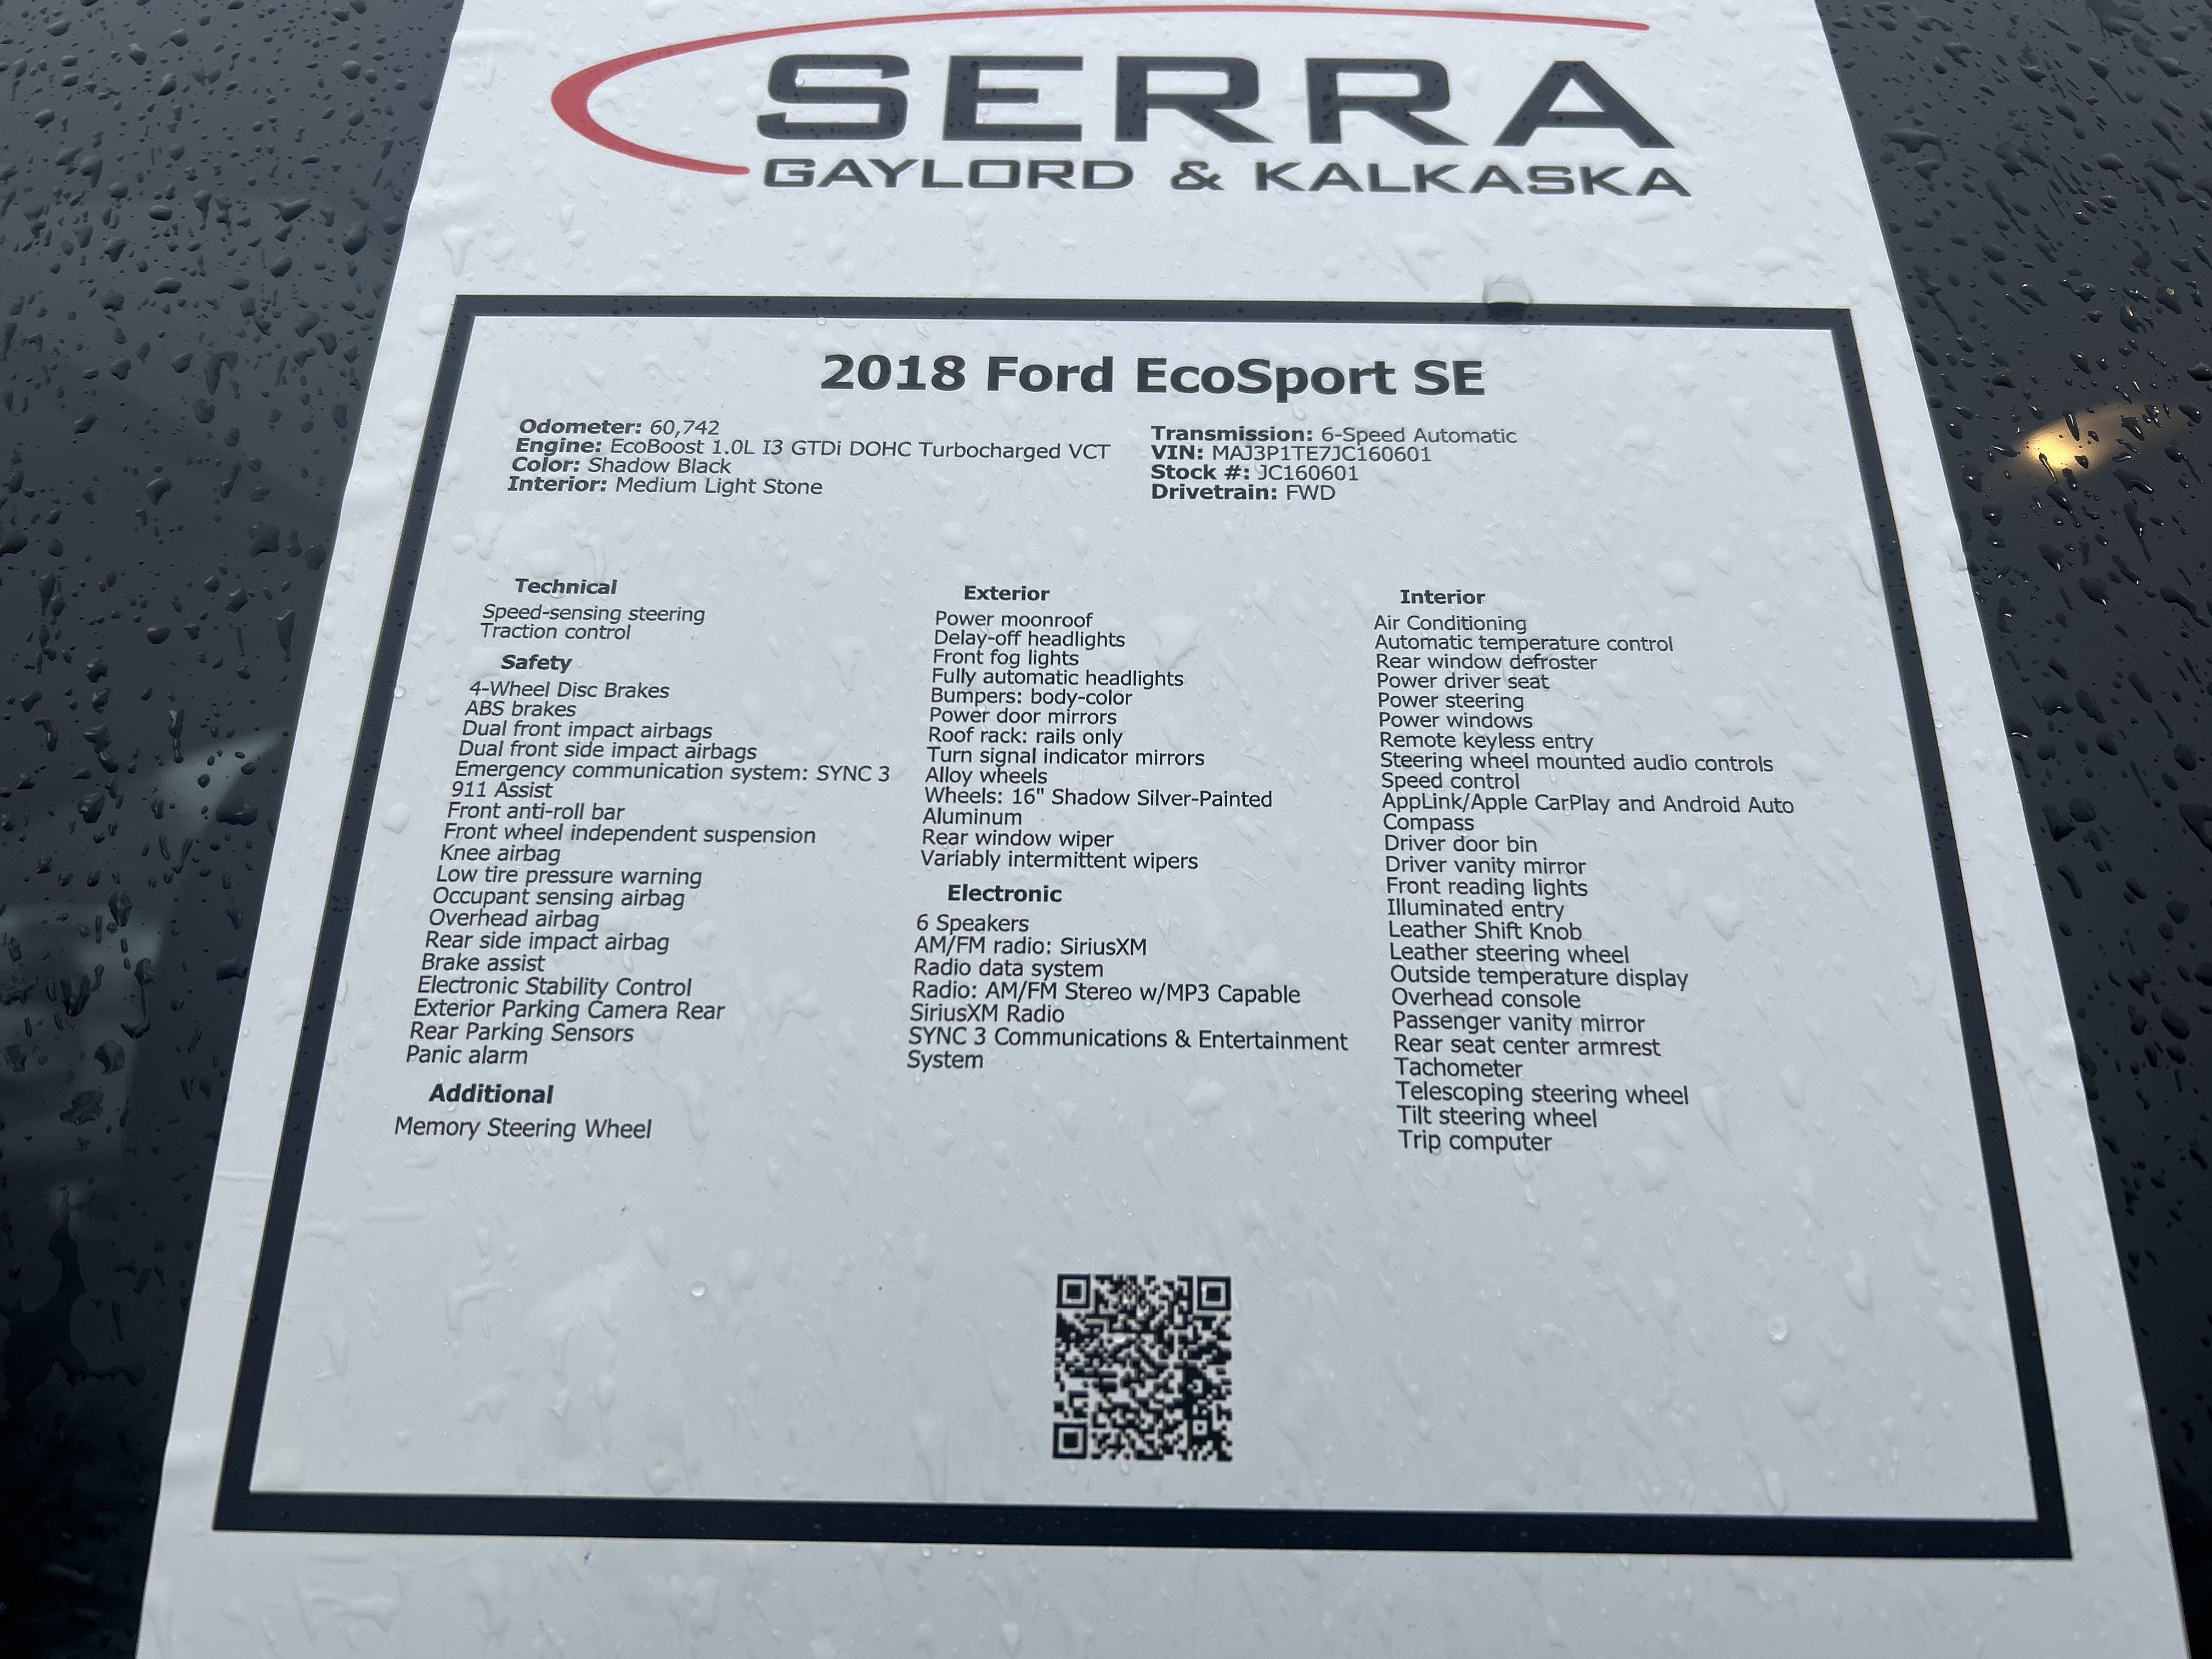 SERRA
GAYLORD & KALKASKA
2018 Ford EcoSport SE
Odometer: 60,742
Engine: EcoBoost 1.0L I3 GTDi DOHC Turbocharged VCT
Color: Shadow Black
Interior: Medium Light Stone
Transmission: 6-Speed Automatic
VIN: MAJ3P1TE7JC160601
Stock #: JC160601
Drivetrain: FWD
Technical
Speed-sensing steering
Traction control
Safety
4-Wheel Disc Brakes
ABS brakes
Dual front impact airbags
Dual front side impact airbags
Emergency communication system: SYNC 3
911 Assist
Front anti-roll bar
Front wheel independent suspension
Knee airbag
Low tire pressure warning
Occupant sensing airbag
Overhead airbag
Rear side impact airbag
Brake assist
Electronic Stability Control
Exterior Parking Camera Rear
Rear Parking Sensors
Panic alarm
Additional
Memory Steering Wheel
Exterior
Power moonroof
Delay-off headlights
Front fog lights
Fully automatic headlights
Bumpers: body-color
Power door mirrors
Roof rack: rails only
Turn signal indicator mirrors
Alloy wheels
Wheels: 16" Shadow Silver-Painted
Aluminum
Rear window wiper
Variably intermittent wipers
Electronic
6 Speakers
AM/FM radio: SiriusXM
Radio data system
Radio: AM/FM Stereo w/MP3 Capable
SiriusXM Radio
SYNC 3 Communications & Entertainment
System
Interior
Air Conditioning
Automatic temperature control
Rear window defroster
Power driver seat
Power steering
Power windows
Remote keyless entry
Steering wheel mounted audio controls
Speed control
AppLink/Apple CarPlay and Android Auto
Compass
Driver door bin
Driver vanity mirror
Front reading lights
Illuminated entry
Leather Shift Knob
Leather steering wheel
Outside temperature display
Overhead console
Passenger vanity mirror
Rear seat center armrest
Tachometer
Telescoping steering wheel
Tilt steering wheel
Trip computer